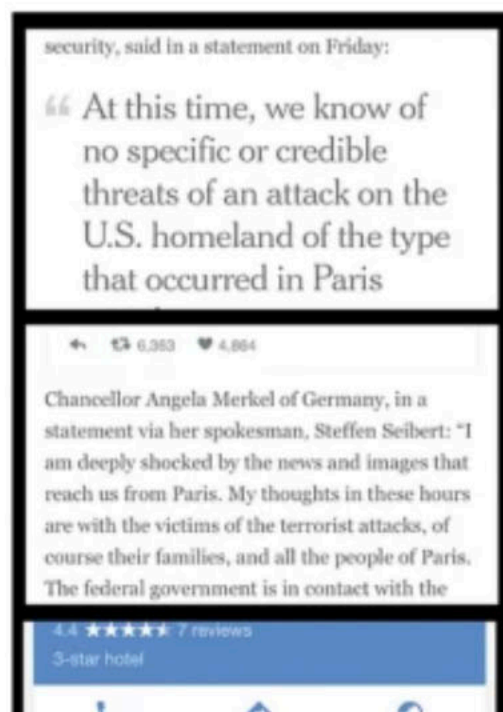 security, said in a statement on Friday:
“ At this time, we know of
no specific or credible
threats of an attack on the
U.S. homeland of the type
that occurred in Paris
6,353 4,864
Chancellor Angela Merkel of Germany, in a
statement via her spokesman, Steffen Seibert: “I
am deeply shocked by the news and images that
reach us from Paris. My thoughts in these hours
are with the victims of the terrorist attacks, of
course their families, and all the people of Paris.
The federal government is in contact with the
4.4 ★★★★★ 7 reviews
3-star hotel